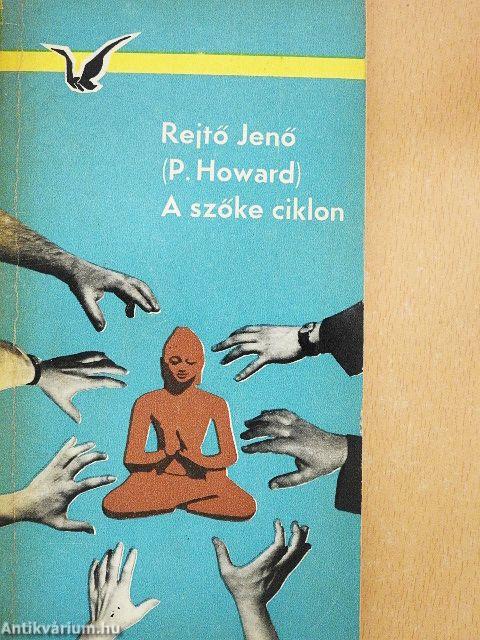 Rejtő Jenő
(P. Howard)
A szőke ciklon
Antikvárium.hu